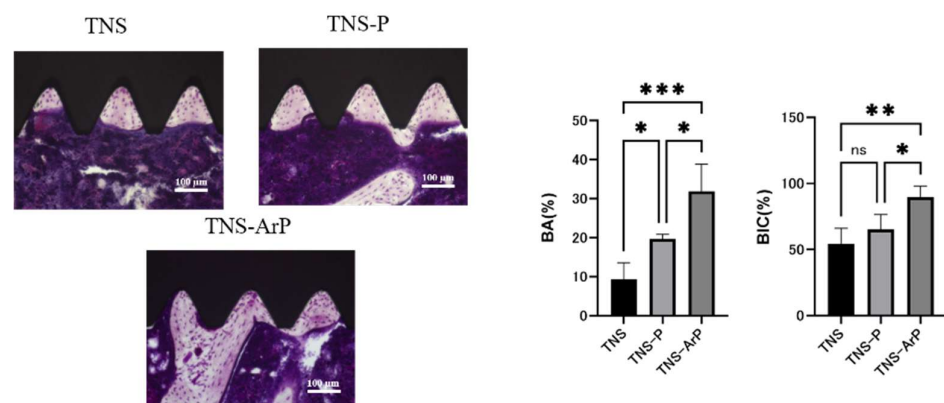 TNS
TNS-P
100 µm
100 µm
TNS-ArP
100 µm
BA(%)
50
40
30
20
10
0
***
*
*
TNS
TNS-P
TNS-ArP
BIC(%)
150
100
50
0
**
ns
*
TNS
TNS-P
TNS-ArP